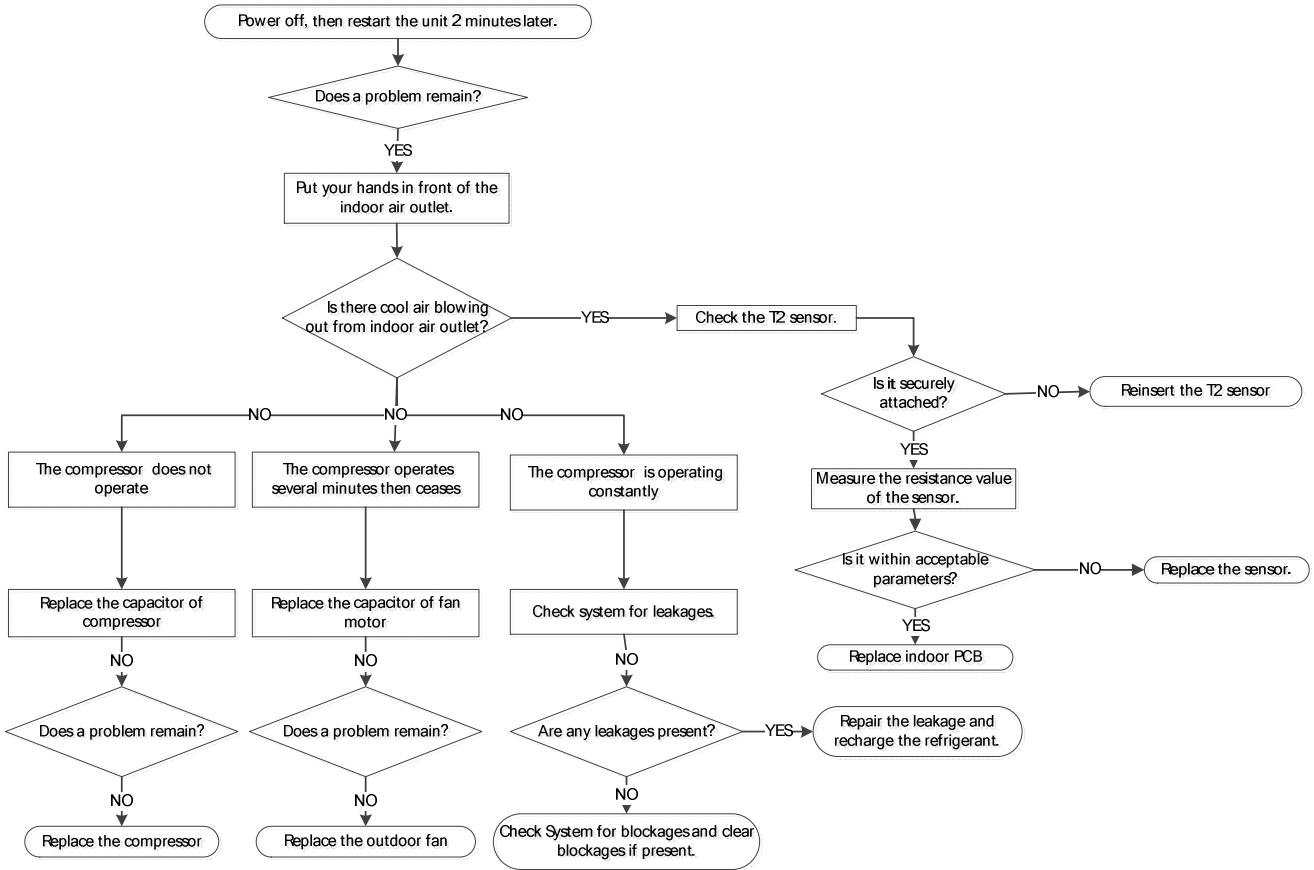 Power off, then restart the unit 2 minutes later.
Does a problem remain?
YES
Put your hands in front of the
indoor air outlet.
Is there cool air blowing
out from indoor air outlet?
YES
Check the T2 sensor.
Is it securely
attached?
NO
Reinsert the T2 sensor
YES
Measure the resistance value
of the sensor.
Is it within acceptable
parameters?
NO
Replace the sensor.
YES
Replace indoor PCB
NO
NO
NO
The compressor does not
operate
The compressor operates
several minutes then ceases
The compressor is operating
constantly
Replace the capacitor of
compressor
Replace the capacitor of fan
motor
Check system for leakages.
NO
NO
NO
Does a problem remain?
Does a problem remain?
Are any leakages present?
YES
Repair the leakage and
recharge the refrigerant.
NO
NO
NO
Replace the compressor
Replace the outdoor fan
Check System for blockages and clear
blockages if present.